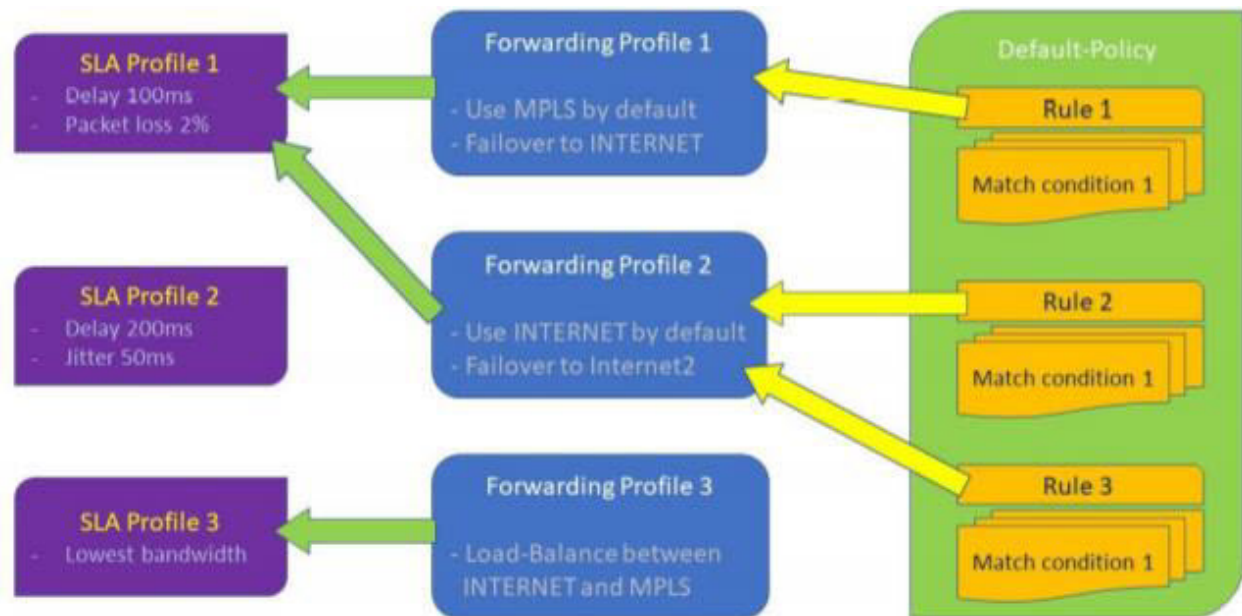 SLA Profile 1
- Delay 100ms
- Packet loss 2%
SLA Profile 2
- Delay 200ms
- Jitter 50ms
SLA Profile 3
- Lowest bandwidth
Forwarding Profile 1
- Use MPLS by default
- Failover to INTERNET
Forwarding Profile 2
- Use INTERNET by default
- Failover to Internet2
Forwarding Profile 3
- Load-Balance between
INTERNET and MPLS
Default-Policy
Rule 1
Match condition 1
Rule 2
Match condition 1
Rule 3
Match condition 1